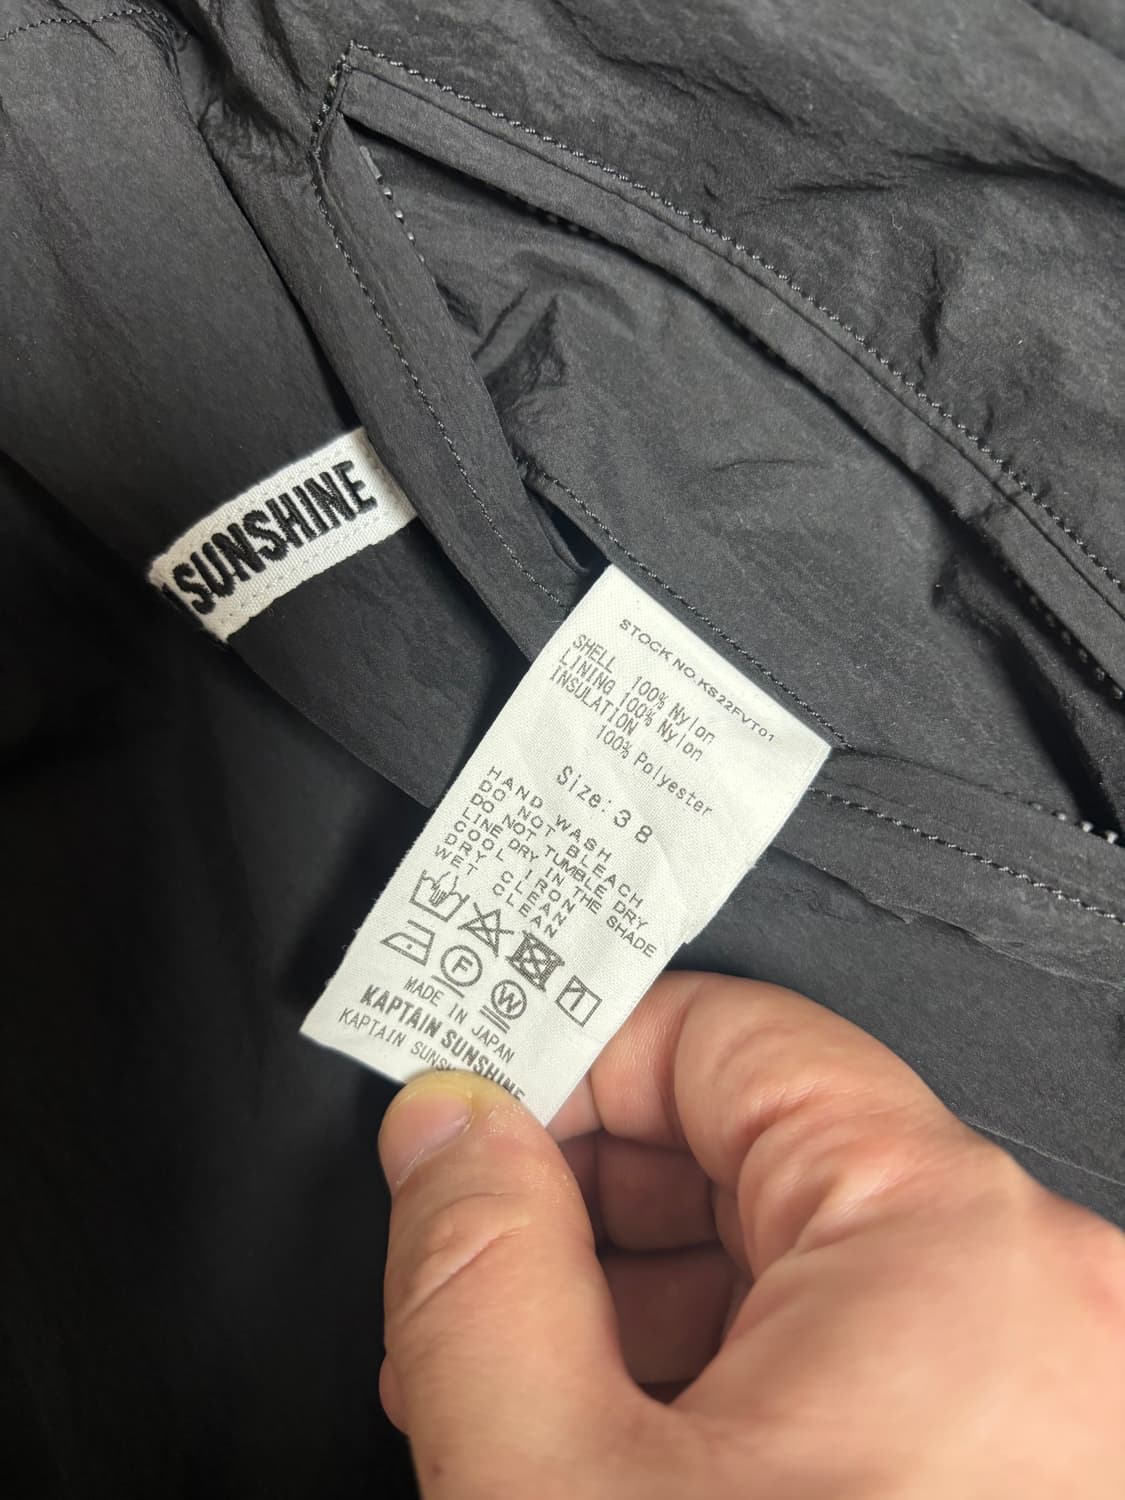 SUNSHINE
STOCK NO. KS22FVT01
SHELL 100% Nylon
LINING 100% Nylon
INSULATION
100% Polyester
Size: 38
HAND WASH
DO NOT BLEACH
DO NOT TUMBLE DRY
LINE DRY IN THE SHADE
COOL IRON
DRY CLEAN
WET CLEAN
F
W
MADE IN JAPAN
KAPTAIN SUNSHINE
KAPTAIN